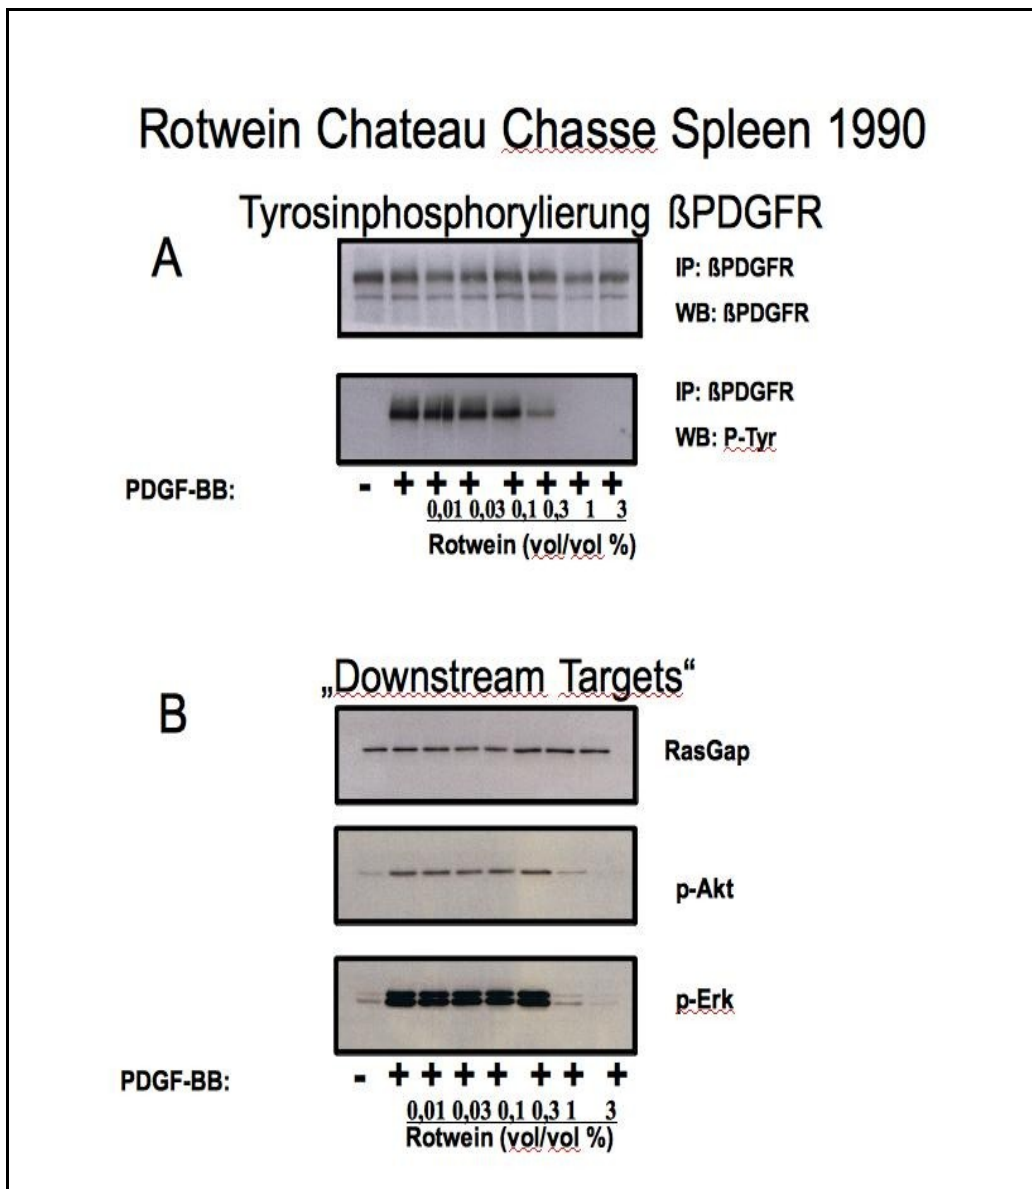 Rotwein Chateau Chasse Spleen 1990
Tyrosinphosphorylierung ßPDGFR
A
IP: ßPDGFR
WB: ßPDGFR
IP: ßPDGFR
WB: P-Tyr
PDGF-BB: - + + + + + + +
0,01 0,03 0,1 0,3 1 3
Rotwein (vol/vol %)
„Downstream Targets“
B
RasGap
p-Akt
p-Erk
PDGF-BB: - + + + + + + +
0,01 0,03 0,1 0,3 1 3
Rotwein (vol/vol %)